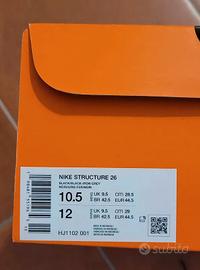 NIKE STRUCTURE 26
BLACK/BLACK-IRON GREY
10.5
UK 9.5 CM 28.5
BR 42.5 EUR 44.5
12
UK 9.5 CM 29
BR 42.5 EUR 44.5
HJ1102 001
subito